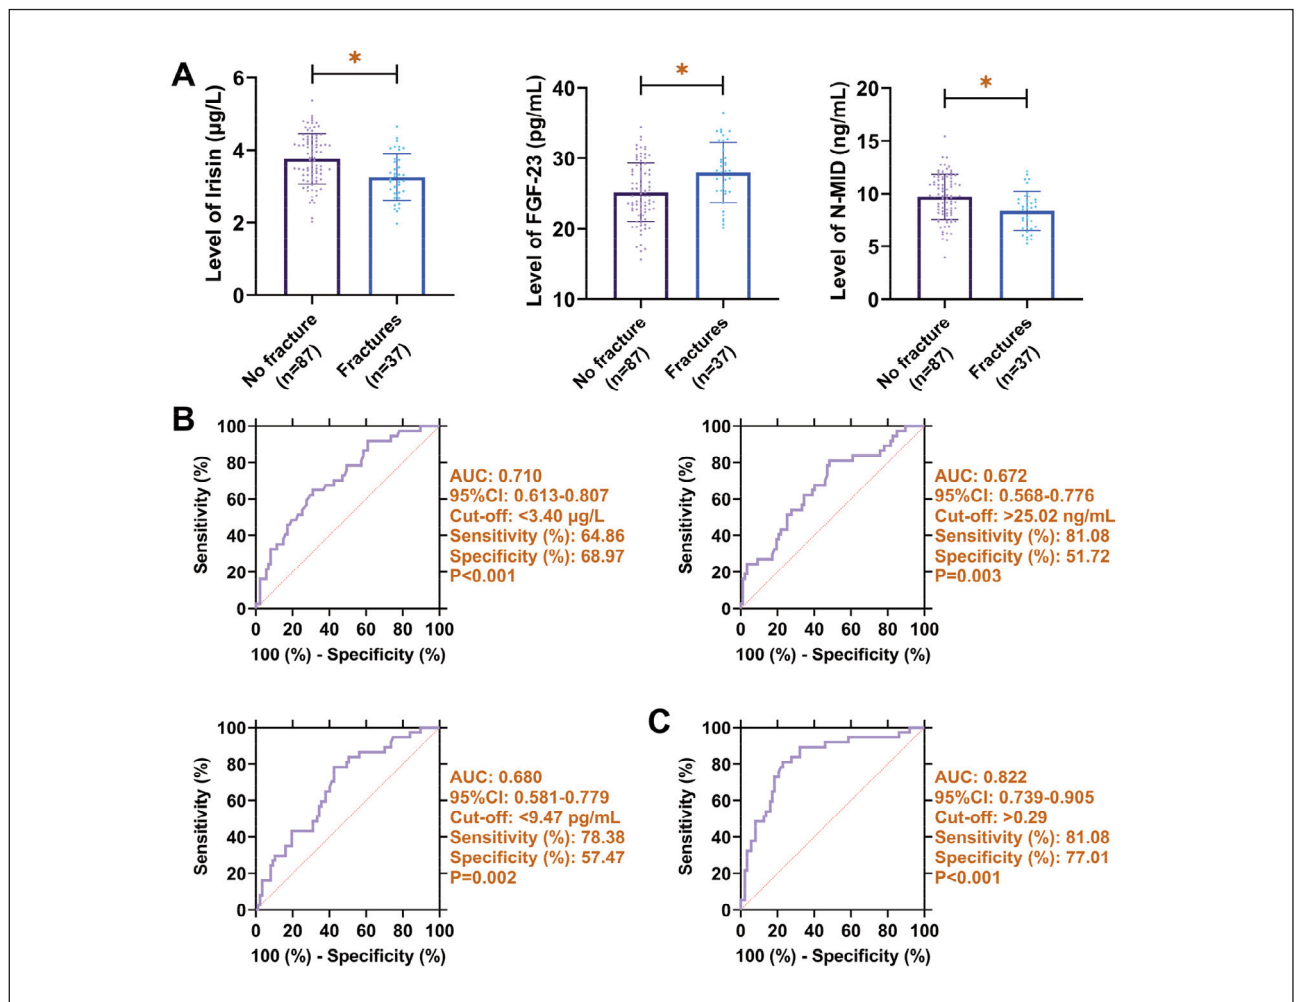 A
*
Level of Irisin (µg/L)
6
4
2
0
No fracture
(n=87)
Fractures
(n=37)
*
Level of FGF-23 (pg/mL)
40
30
20
10
No fracture
(n=87)
Fractures
(n=37)
*
Level of N-MID (ng/mL)
20
15
10
5
0
No fracture
(n=87)
Fractures
(n=37)
B
Sensitivity (%)
100
80
60
40
20
0
0 20 40 60 80 100
100 (%) - Specificity (%)
AUC: 0.710
95%CI: 0.613-0.807
Cut-off: <3.40 µg/L
Sensitivity (%): 64.86
Specificity (%): 68.97
P<0.001
Sensitivity (%)
100
80
60
40
20
0
0 20 40 60 80 100
100 (%) - Specificity (%)
AUC: 0.672
95%CI: 0.568-0.776
Cut-off: >25.02 ng/mL
Sensitivity (%): 81.08
Specificity (%): 51.72
P=0.003
Sensitivity (%)
100
80
60
40
20
0
0 20 40 60 80 100
100 (%) - Specificity (%)
AUC: 0.680
95%CI: 0.581-0.779
Cut-off: <9.47 pg/mL
Sensitivity (%): 78.38
Specificity (%): 57.47
P=0.002
C
Sensitivity (%)
100
80
60
40
20
0
0 20 40 60 80 100
100 (%) - Specificity (%)
AUC: 0.822
95%CI: 0.739-0.905
Cut-off: >0.29
Sensitivity (%): 81.08
Specificity (%): 77.01
P<0.001